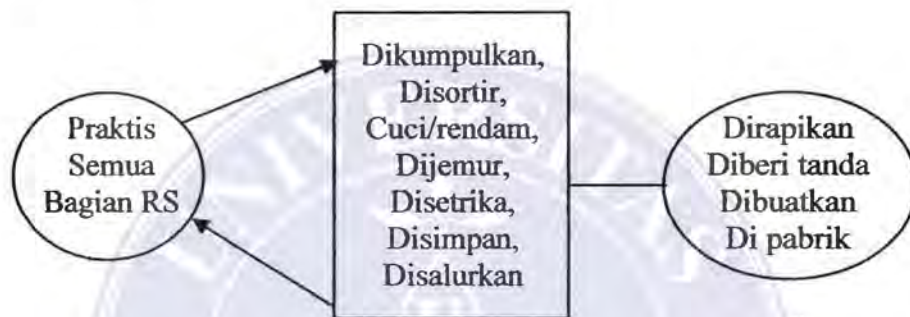 Praktis
Semua
Bagian RS
Dikumpulkan,
Disortir,
Cuci/rendam,
Dijemur,
Disetrika,
Disimpan,
Disalurkan
Dirapikan
Diberi tanda
Dibuatkan
Di pabrik